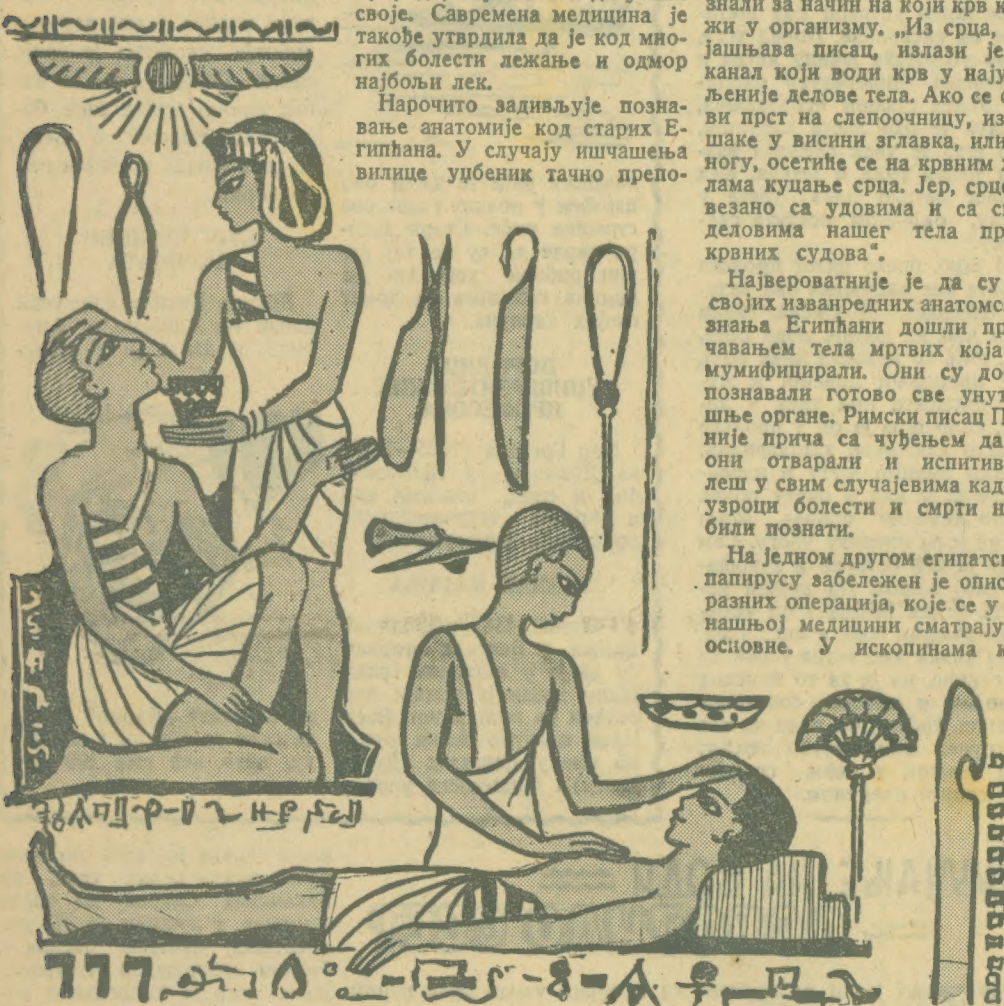 своје. Савремена медицина је
такође утврдила да је код мно-
гих болести лежање и одмор
најбољи лек.
Нарочито задивљује позна-
вање анатомије код старих Е-
гипћана. У случају ишчашења
вилице уџбеник тачно препо-
знали за начин на који крв к
жи у организму. „Из срца,
јашњава писац, излази је
канал који води крв у нају
љеније делове тела. Ако се с
ви прст на слепоочницу, из
шаке у висини зглавка, или
ногу, осетиће се на крвним
лама куцање срца. Јер, срц
везано са удовима и са с
деловима нашег тела пр
крвних судова“.
Највероватније је да су
својих изванредних анатомс
знања Египћани дошли пр
чавањем тела мртвих која
мумифицирали. Они су до
познавали готово све унут
шње органе. Римски писац П
није прича са чуђењем да
они отварали и испитив
леш у свим случајевима кад
узроци болести и смрти н
били познати.
На једном другом египатс
папирусу забележен је опис
разних операција, које се у
нашњој медицини сматрају
основне. У ископинама